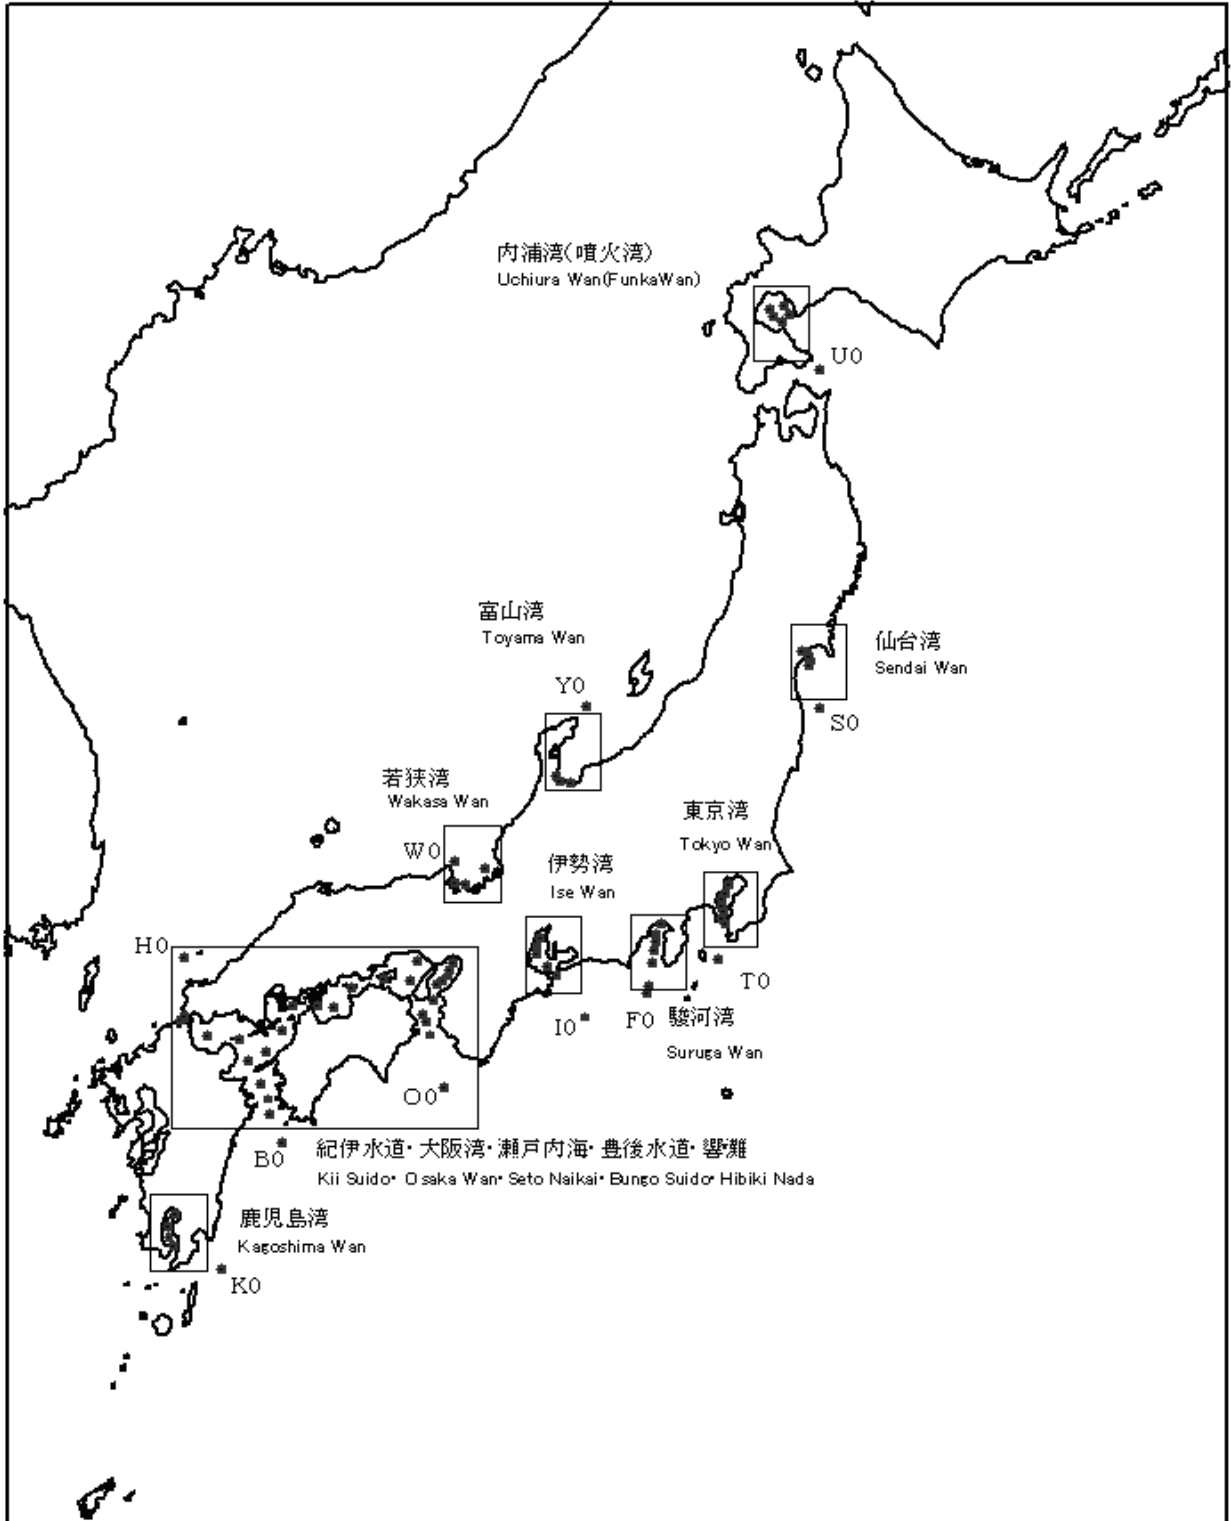 内浦湾(噴火湾)
Uchiura Wan(FunkaWan)
U0
富山湾
Toyama Wan
仙台湾
Sendai Wan
Y0
S0
若狭湾
Wakasa Wan
東京湾
Tokyo Wan
W0
伊勢湾
Ise Wan
H0
T0
I0
F0
駿河湾
Suruga Wan
O0
B0
紀伊水道・大阪湾・瀬戸内海・豊後水道・響灘
Kii Suido・Osaka Wan・Seto Naikai・Bungo Suido・Hibiki Nada
鹿児島湾
Kagoshima Wan
K0